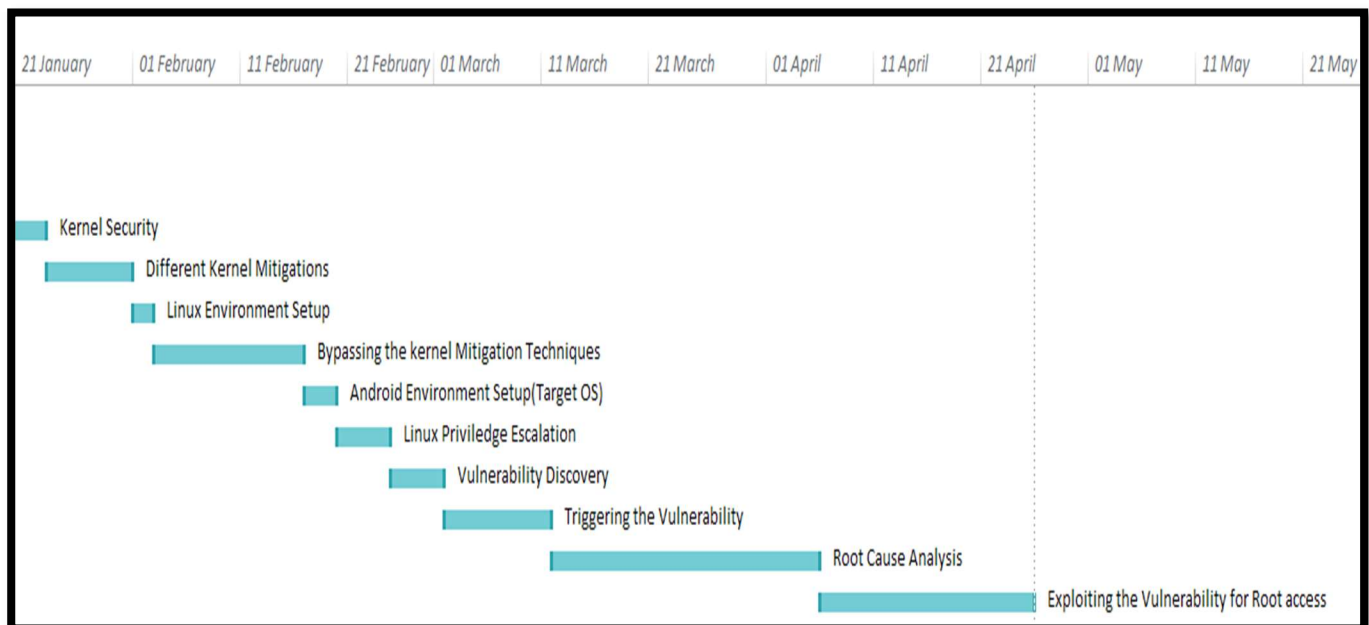 21 January 01 February 11 February 21 February 01 March 11 March 21 March 01 April 11 April 21 April 01 May 11 May 21 May
Kernel Security
Different Kernel Mitigations
Linux Environment Setup
Bypassing the kernel Mitigation Techniques
Android Environment Setup(Target OS)
Linux Priviledge Escalation
Vulnerability Discovery
Triggering the Vulnerability
Root Cause Analysis
Exploiting the Vulnerability for Root access